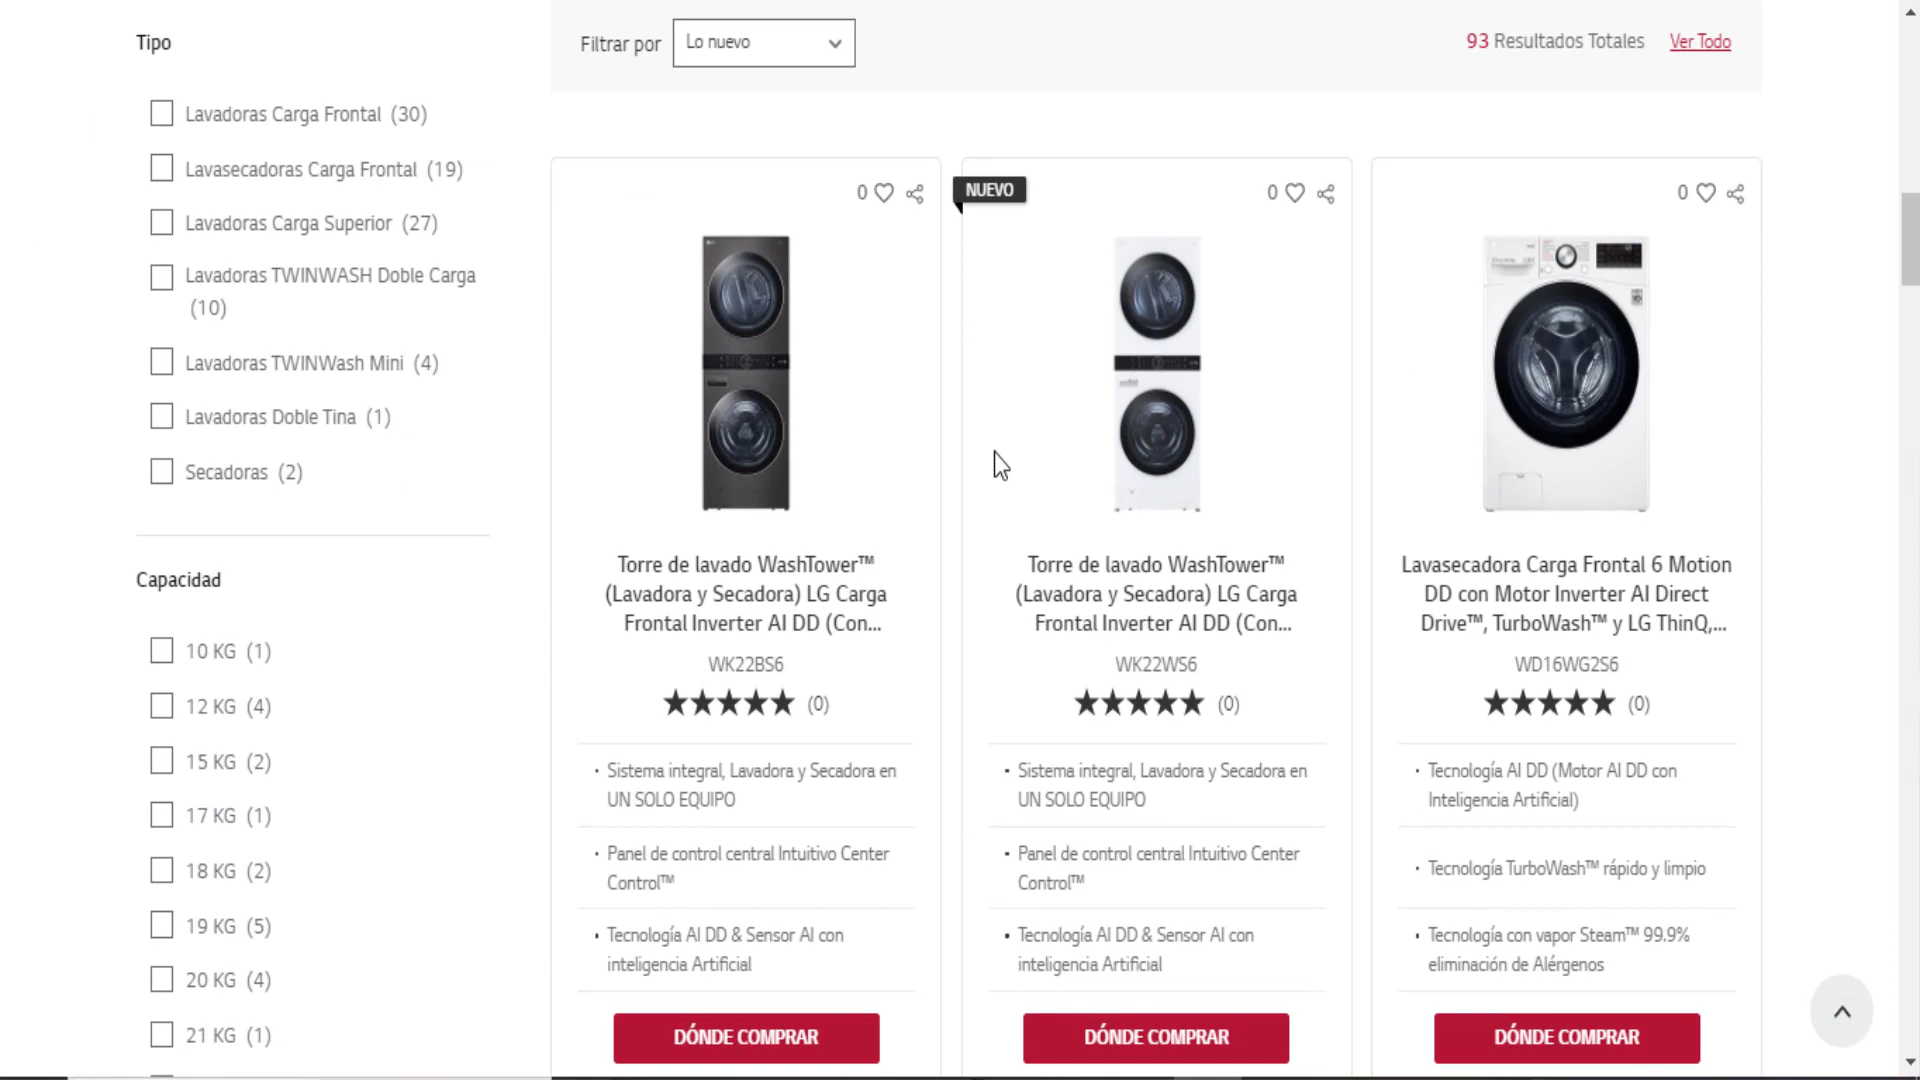 Tipo
Lavadoras Carga Frontal (30)
Lavasecadoras Carga Frontal (19)
Lavadoras Carga Superior (27)
Lavadoras TWINWASH Doble Carga
(10)
Lavadoras TWINWash Mini (4)
Lavadoras Doble Tina (1)
Secadoras (2)
Capacidad
10 KG (1)
12 KG (4)
15 KG (2)
17 KG (1)
18 KG (2)
19 KG (5)
20 KG (4)
21 KG (1)
Filtrar por Lo nuevo
93 Resultados Totales Ver Todo
0
Torre de lavado WashTower™
(Lavadora y Secadora) LG Carga
Frontal Inverter AI DD (Con...
WK22BS6
(0)
· Sistema integral, Lavadora y Secadora en
UN SOLO EQUIPO
· Panel de control central Intuitivo Center
Control™
· Tecnología AI DD & Sensor AI con
inteligencia Artificial
DÓNDE COMPRAR
NUEVO
0
Torre de lavado WashTower™
(Lavadora y Secadora) LG Carga
Frontal Inverter AI DD (Con...
WK22WS6
(0)
· Sistema integral, Lavadora y Secadora en
UN SOLO EQUIPO
· Panel de control central Intuitivo Center
Control™
· Tecnología AI DD & Sensor AI con
inteligencia Artificial
DÓNDE COMPRAR
0
Lavasecadora Carga Frontal 6 Motion
DD con Motor Inverter AI Direct
Drive™, TurboWash™ y LG ThinQ,...
WD16WG2S6
(0)
· Tecnología AI DD (Motor AI DD con
Inteligencia Artificial)
· Tecnología TurboWash™ rápido y limpio
· Tecnología con vapor Steam™ 99.9%
eliminación de Alérgenos
DÓNDE COMPRAR